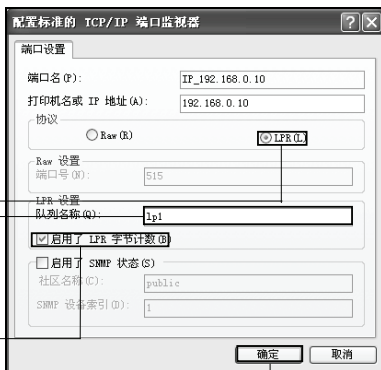 配置标准的 TCP/IP 端口监视器
端口设置
端口名(P): IP_192.168.0.10
打印机名或 IP 地址(A): 192.168.0.10
协议
Raw(R) LPR(L)
Raw 设置
端口号(N): 515
LPR 设置
队列名称(Q): lp1
启用了 LPR 字节计数(B)
启用了 SNMP 状态(S)
社区名称(C): public
SNMP 设备索引(D): 1
确定 取消